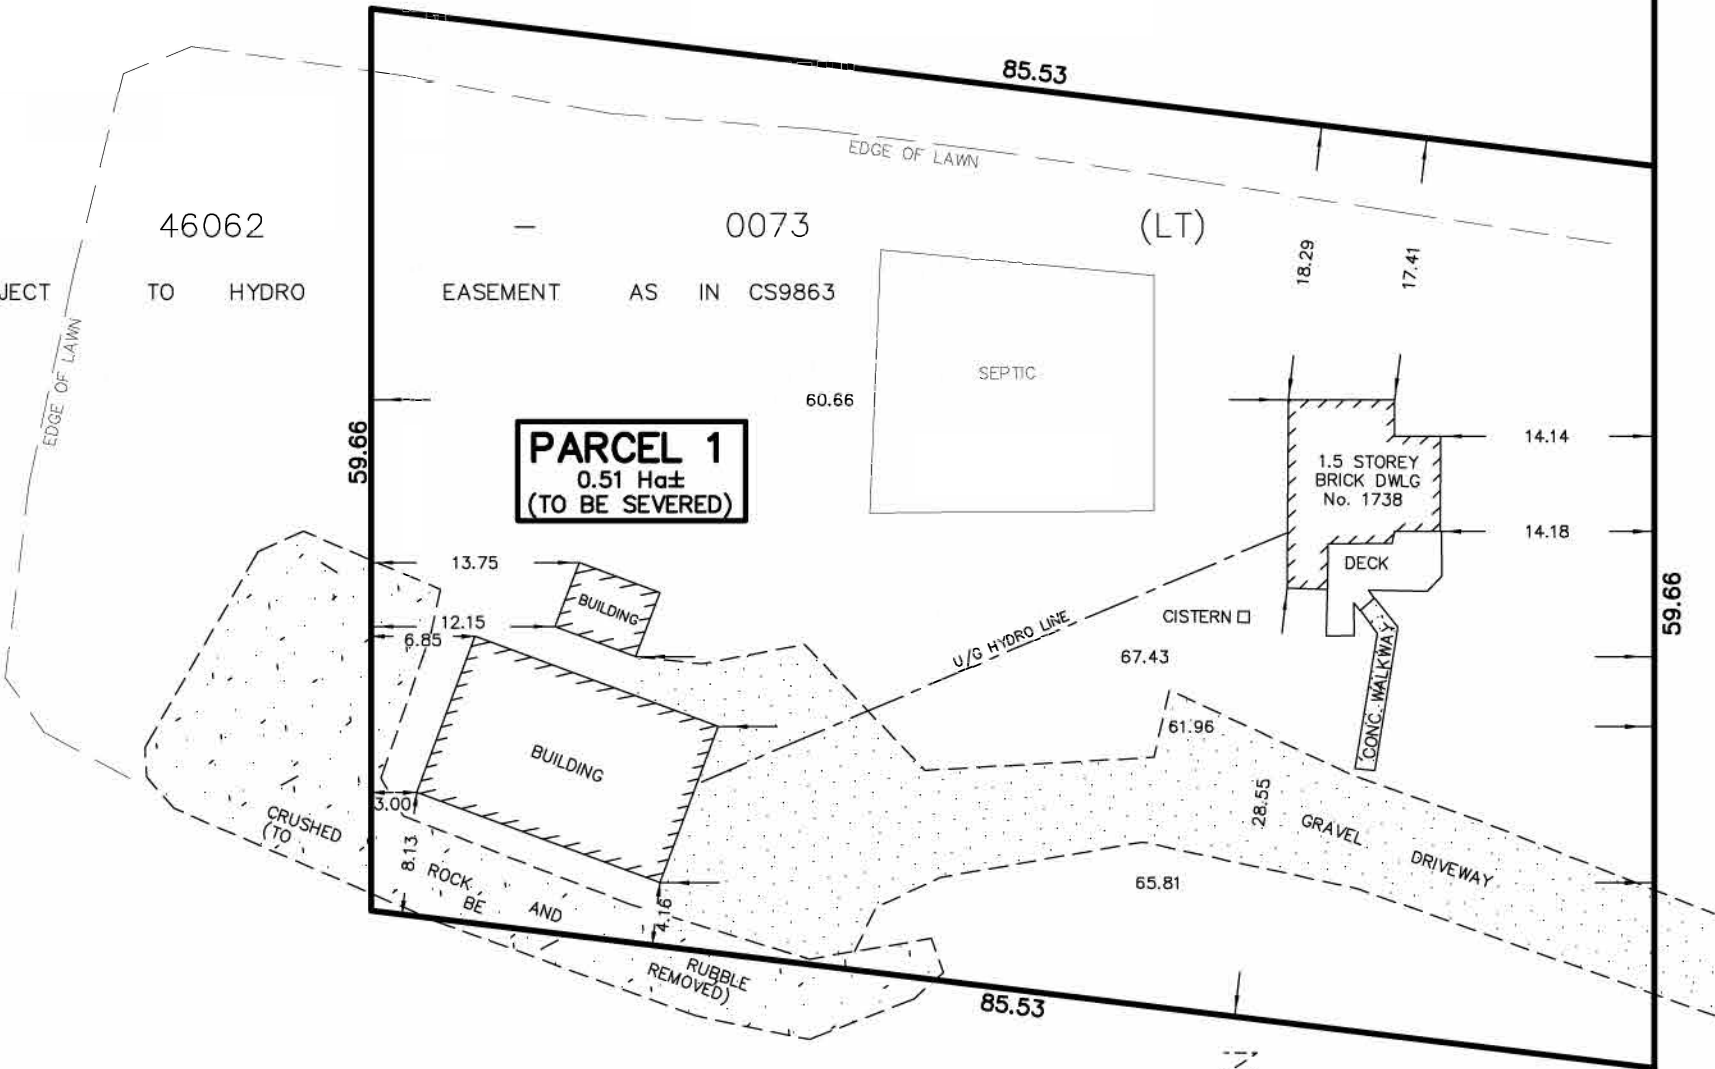 85.53
EDGE OF LAWN
46062 — 0073 (LT)
JECT TO HYDRO EASEMENT AS IN CS9863
18.29
17.41
EDGE OF LAWN
SEPTIC
60.66
59.66
PARCEL 1
0.51 Ha±
(TO BE SEVERED)
14.14
1.5 STOREY
BRICK DWLG
No. 1738
14.18
DECK
13.75
BUILDING
12.15
6.85
CISTERN
59.66
U/G HYDRO LINE
67.43
CONC. WALKWAY
61.96
BUILDING
3.00
28.55
CRUSHED
(TO
8.13
GRAVEL DRIVEWAY
ROCK
BE AND
65.81
4.16
RUBBLE
REMOVED)
85.53